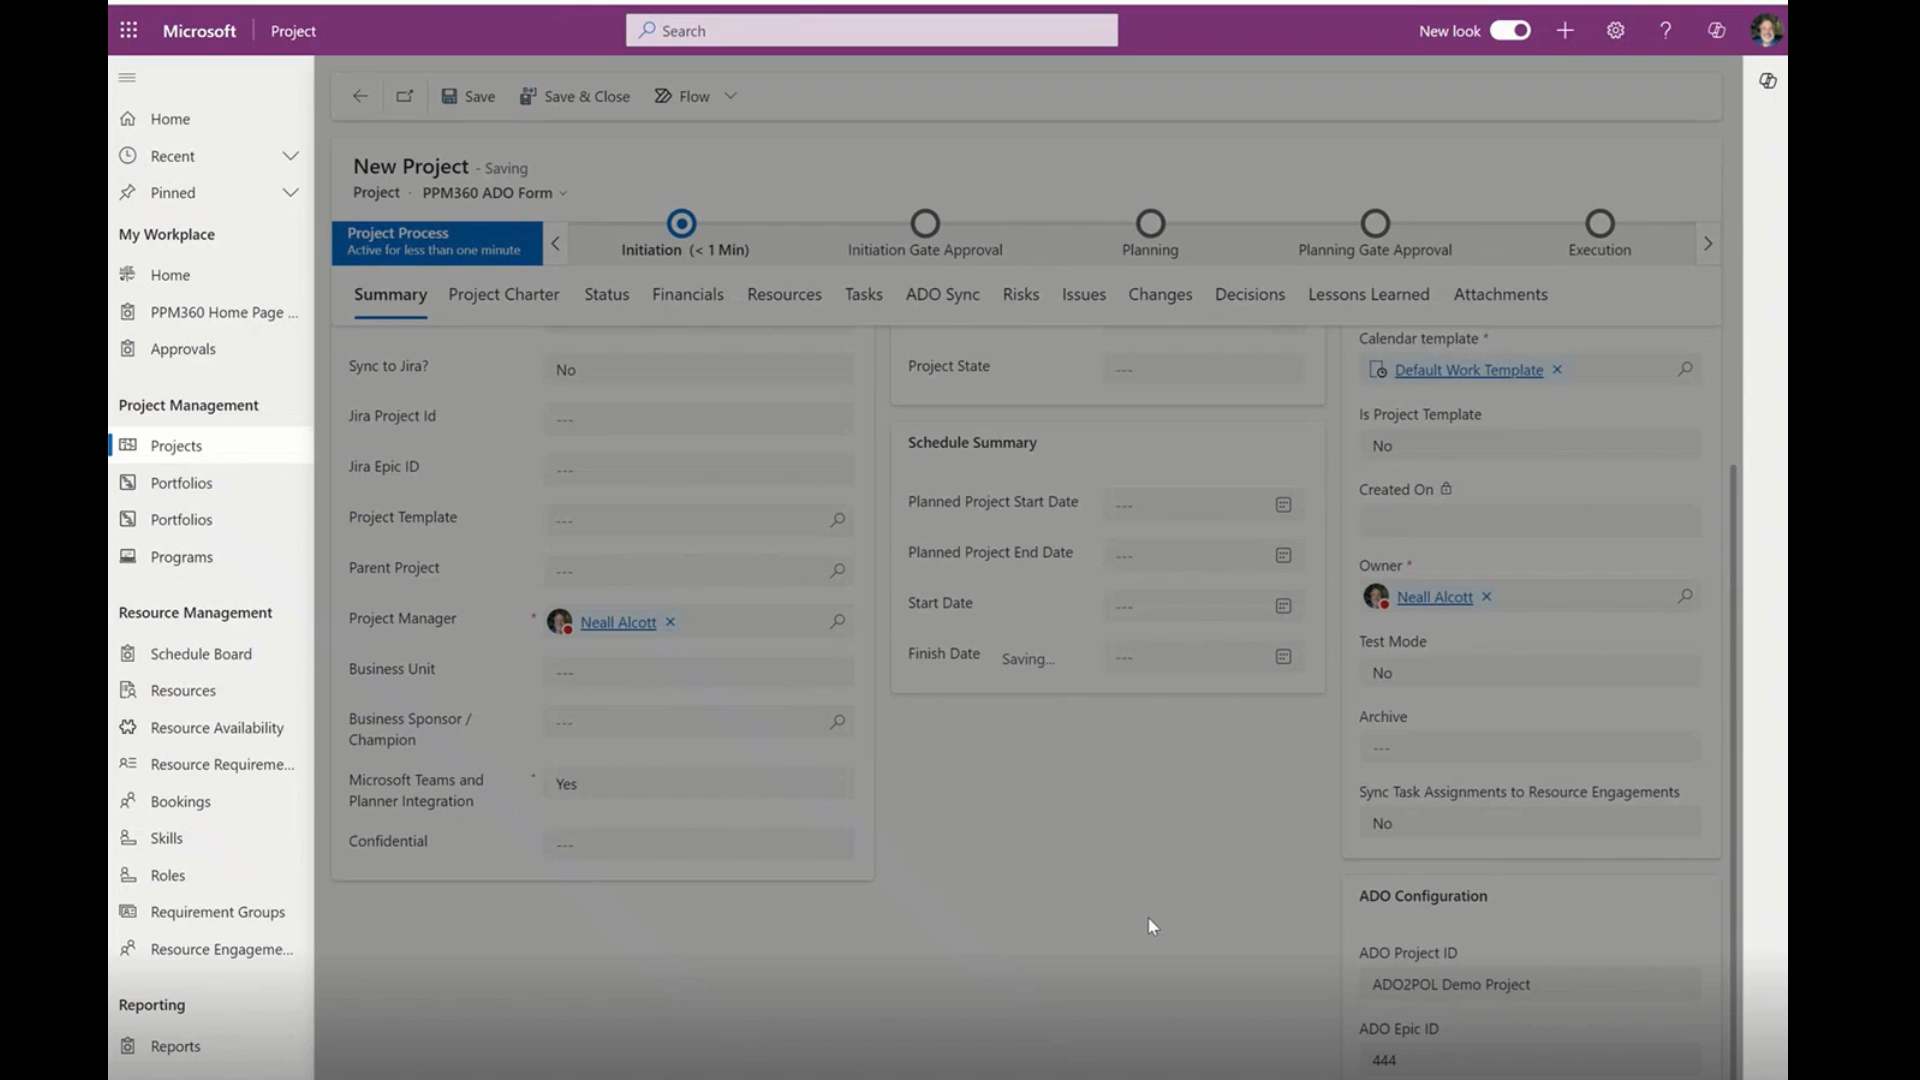 Microsoft
Project
Search
New look
Home
Recent
Pinned
My Workplace
Home
PPM360 Home Page ...
Approvals
Project Management
Projects
Portfolios
Portfolios
Programs
Resource Management
Schedule Board
Resources
Resource Availability
Resource Requireme...
Bookings
Skills
Roles
Requirement Groups
Resource Engageme...
Reporting
Reports
Save
Save & Close
Flow
New Project - Saving
Project · PPM360 ADO Form
Project Process
Active for less than one minute
Initiation (< 1 Min)
Initiation Gate Approval
Planning
Planning Gate Approval
Execution
Summary
Project Charter
Status
Financials
Resources
Tasks
ADO Sync
Risks
Issues
Changes
Decisions
Lessons Learned
Attachments
Sync to Jira?
No
Jira Project Id
---
Jira Epic ID
---
Project Template
---
Parent Project
---
Project Manager *
Neall Alcott
Business Unit
---
Business Sponsor /
Champion
---
Microsoft Teams and
Planner Integration
Yes
Confidential
---
Project State
---
Schedule Summary
Planned Project Start Date
---
Planned Project End Date
---
Start Date
---
Finish Date
---
Saving...
Calendar template *
Default Work Template
Is Project Template
No
Created On
Owner *
Neall Alcott
Test Mode
No
Archive
---
Sync Task Assignments to Resource Engagements
No
ADO Configuration
ADO Project ID
ADO2POL Demo Project
ADO Epic ID
444